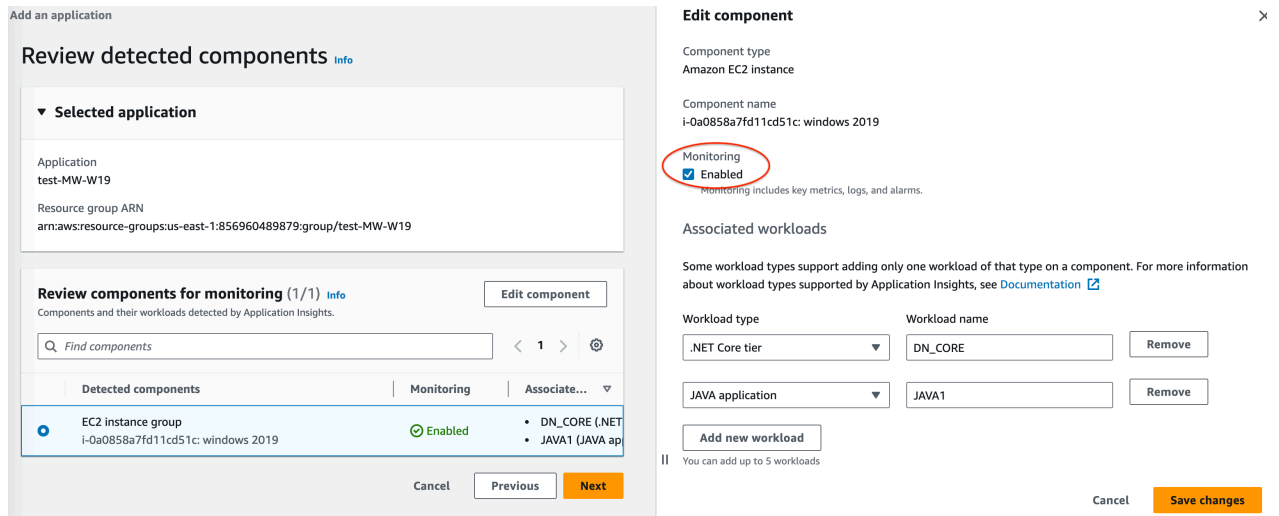 Add an application
Review detected components Info
Selected application
Application
test-MW-W19
Resource group ARN
arn:aws:resource-groups:us-east-1:856960489879:group/test-MW-W19
Review components for monitoring (1/1) Info
Edit component
Components and their workloads detected by Application Insights.
Find components
1
Detected components Monitoring Associate...
EC2 instance group
i-0a0858a7fd11cd51c: windows 2019
Enabled
• DN_CORE (.NET
• JAVA1 (JAVA ap
Cancel Previous Next
Edit component
Component type
Amazon EC2 instance
Component name
i-0a0858a7fd11cd51c: windows 2019
Monitoring
Enabled
Monitoring includes key metrics, logs, and alarms.
Associated workloads
Some workload types support adding only one workload of that type on a component. For more information
about workload types supported by Application Insights, see Documentation
Workload type Workload name
.NET Core tier DN_CORE Remove
JAVA application JAVA1 Remove
Add new workload
You can add up to 5 workloads
Cancel Save changes